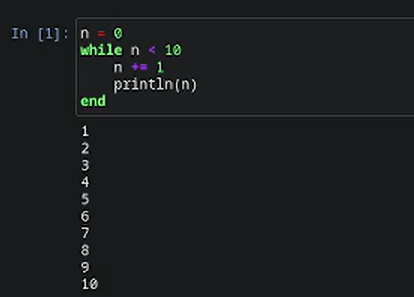 In [1]: n = 0
while n < 10
    n += 1
    println(n)
end
1
2
3
4
5
6
7
8
9
10